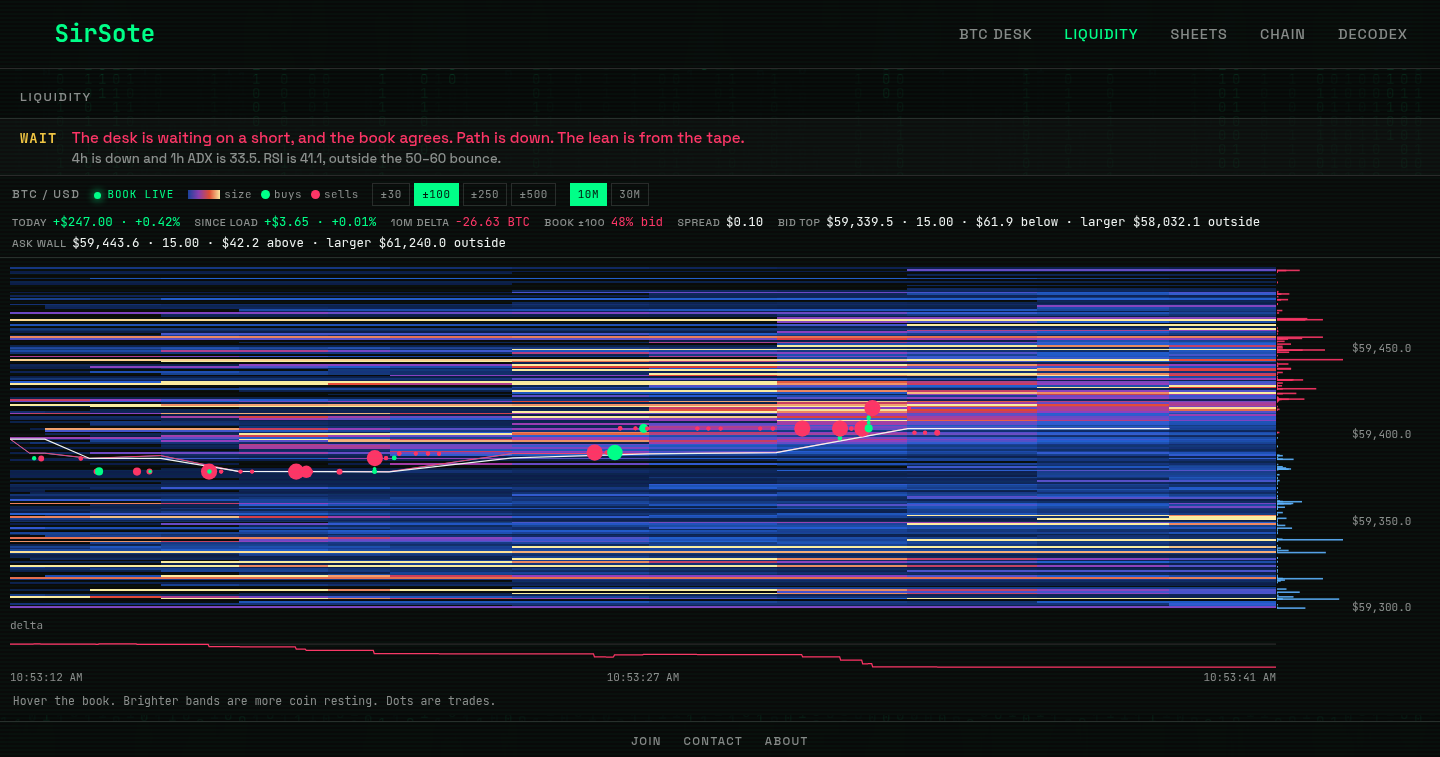 SirSote
BTC DESK LIQUIDITY SHEETS CHAIN DECODEX
LIQUIDITY
WAIT The desk is waiting on a short, and the book agrees. Path is down. The lean is from the tape.
4h is down and 1h ADX is 33.5. RSI is 41.1, outside the 50–60 bounce.
BTC / USD BOOK LIVE size buys sells ±30 ±100 ±250 ±500 10M 30M
TODAY +$247.00 · +0.42% SINCE LOAD +$3.65 · +0.01% 10M DELTA -26.63 BTC BOOK ±100 48% bid SPREAD $0.10 BID TOP $59,339.5 · 15.00 · $61.9 below · larger $58,032.1 outside
ASK WALL $59,443.6 · 15.00 · $42.2 above · larger $61,240.0 outside
$59,450.0
$59,400.0
$59,350.0
$59,300.0
delta
10:53:12 AM 10:53:27 AM 10:53:41 AM
Hover the book. Brighter bands are more coin resting. Dots are trades.
JOIN CONTACT ABOUT